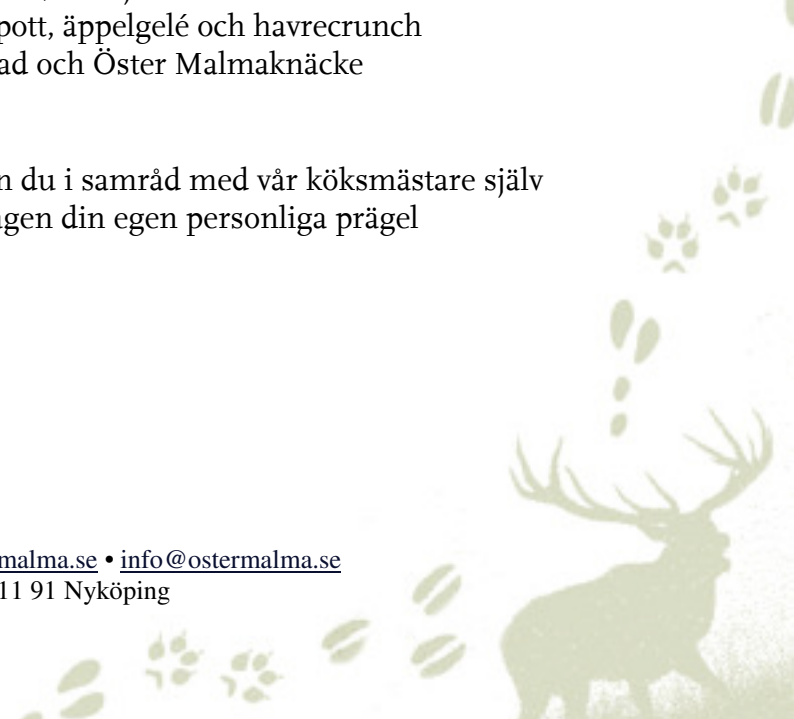 pott, äppelgelé och havrecrunch
ad och Öster Malmaknäcke
n du i samråd med vår köksmästare själv
gen din egen personliga prägel
malma.se • info@ostermalma.se
11 91 Nyköping